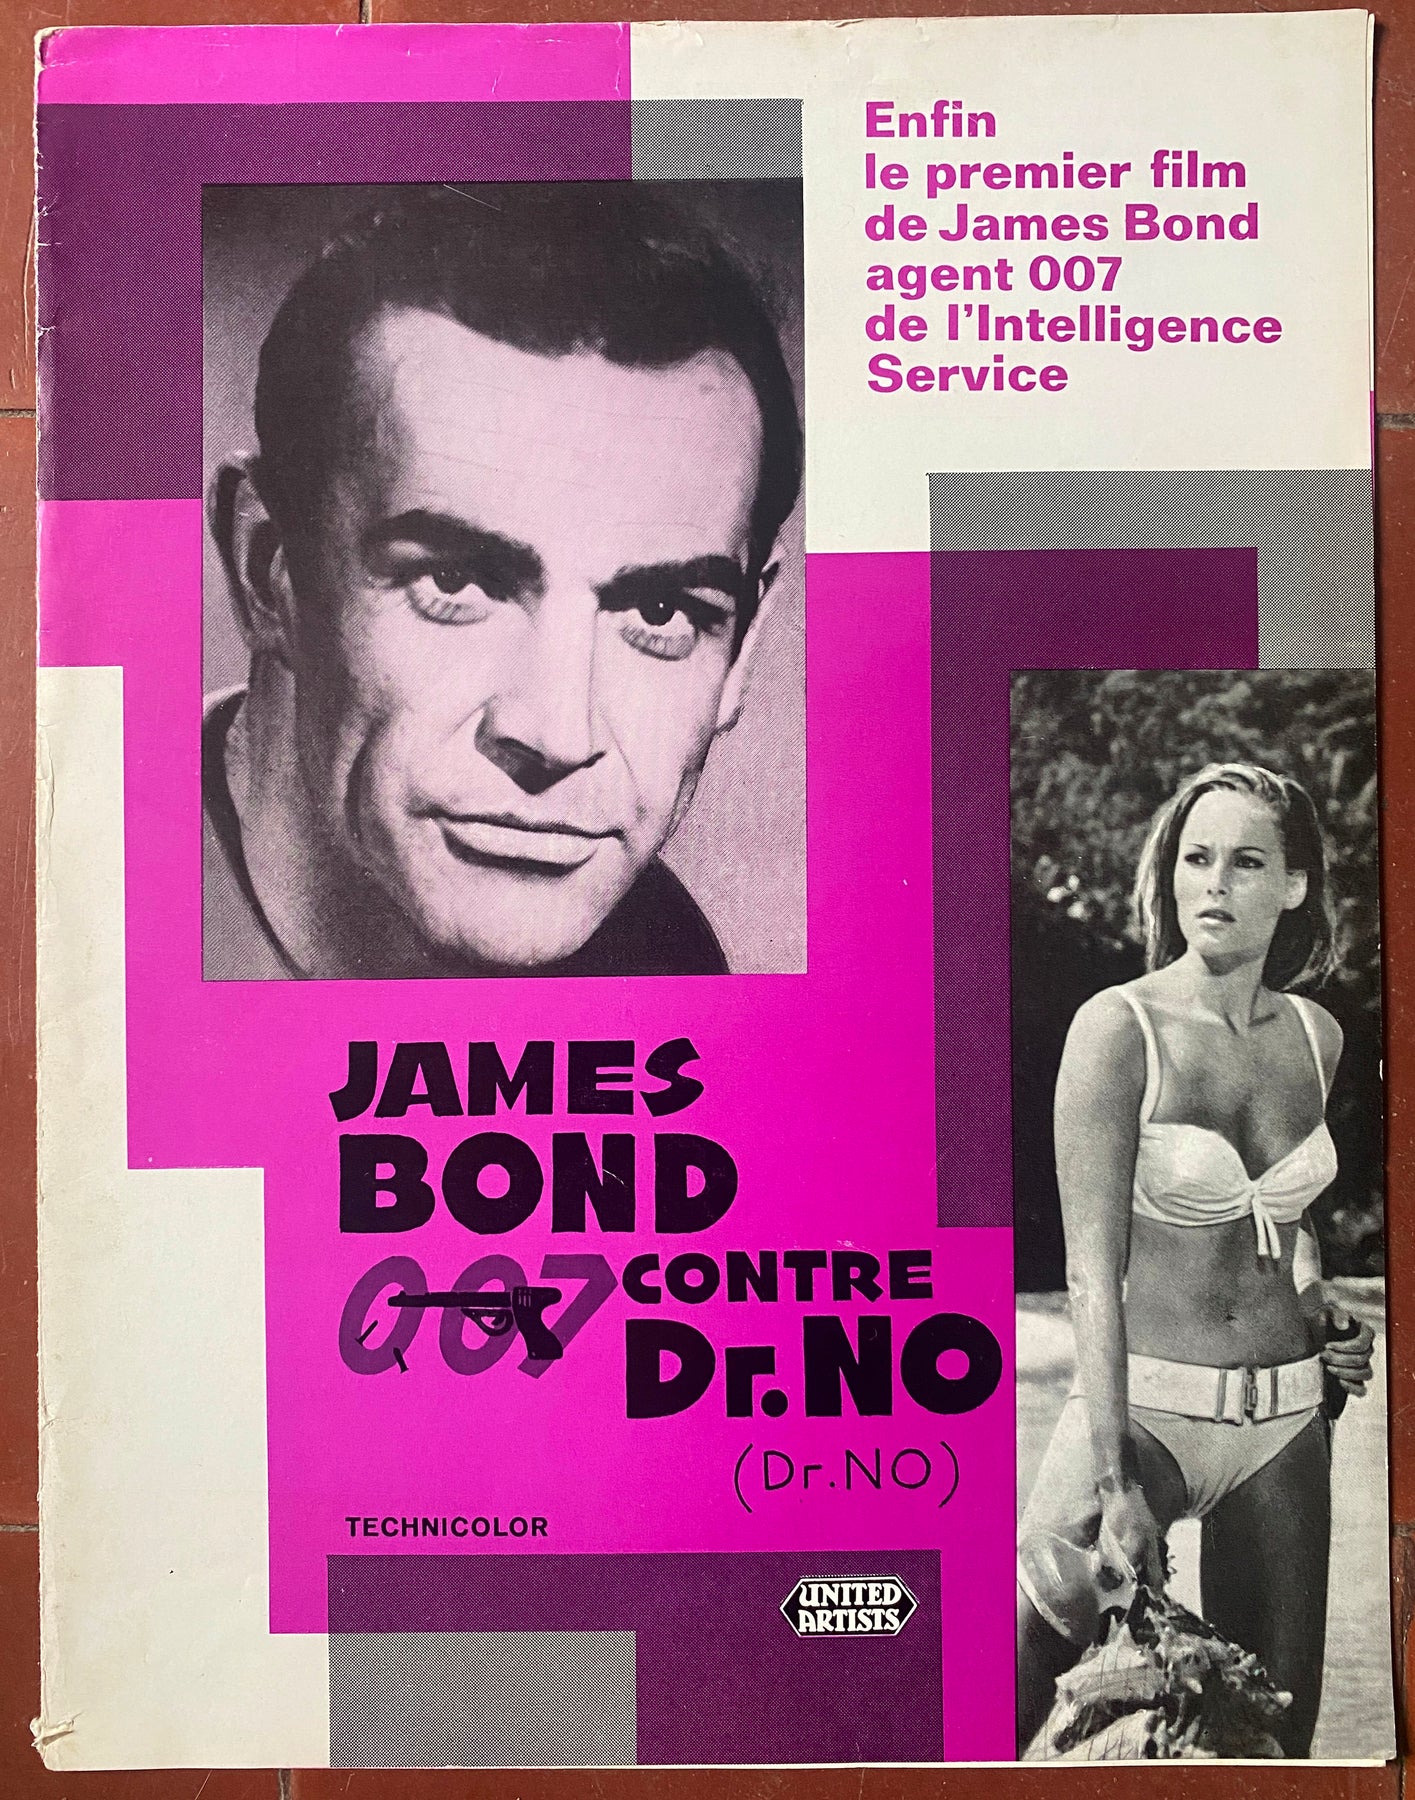 Enfin
le premier film
de James Bond
agent 007
de l'Intelligence
Service
JAMES
BOND
007 CONTRE
Dr. NO
(Dr. NO)
TECHNICOLOR
UNITED
ARTISTS